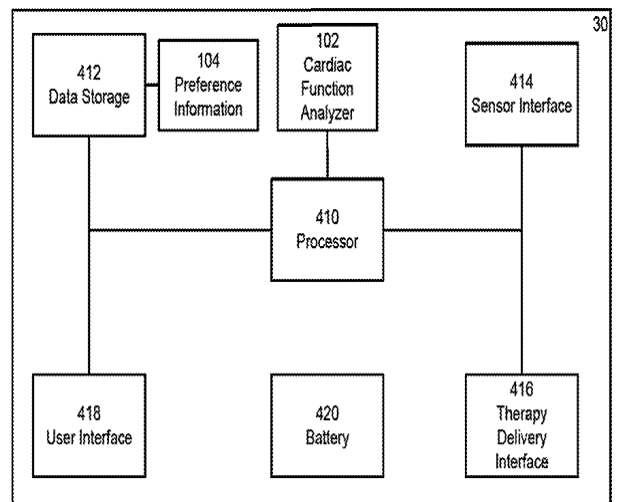 30
412
Data Storage
104
Preference
Information
102
Cardiac
Function
Analyzer
414
Sensor Interface
410
Processor
418
User Interface
420
Battery
416
Therapy
Delivery
Interface